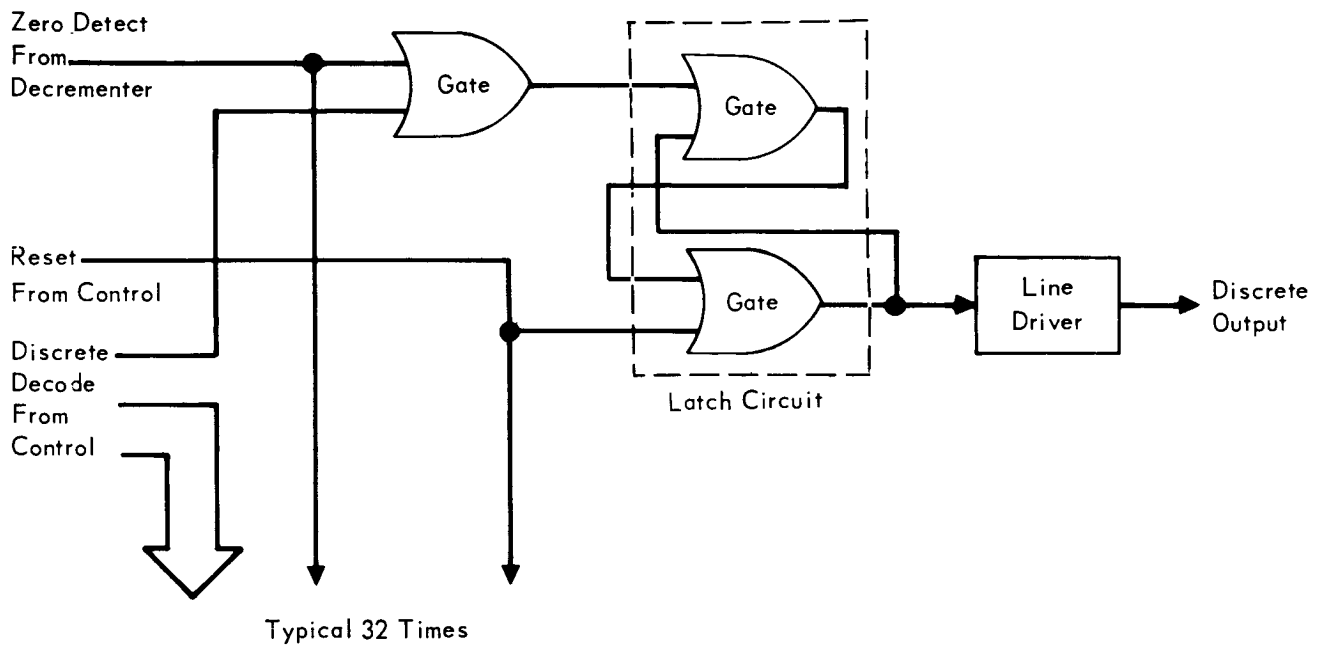 Zero Detect
From
Decrementer
Gate
Gate
Reset
From Control
Gate
Line
Driver
Discrete
Output
Discrete
Decode
From
Control
Latch Circuit
Typical 32 Times